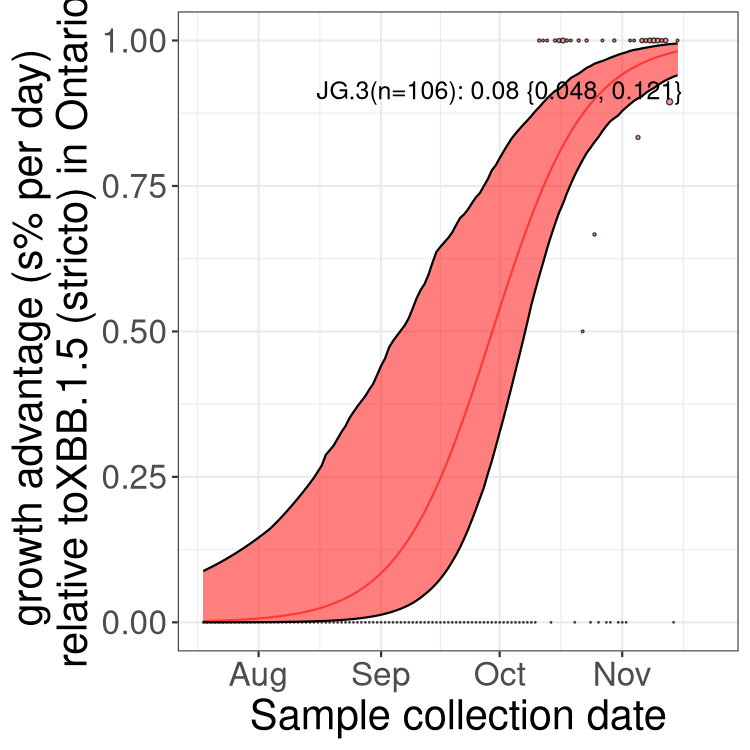 growth advantage (s% per day)
relative toXBB.1.5 (stricto) in Ontario
1.00
0.75
0.50
0.25
0.00
JG.3(n=106): 0.08 {0.048, 0.121}
Aug Sep Oct Nov
Sample collection date